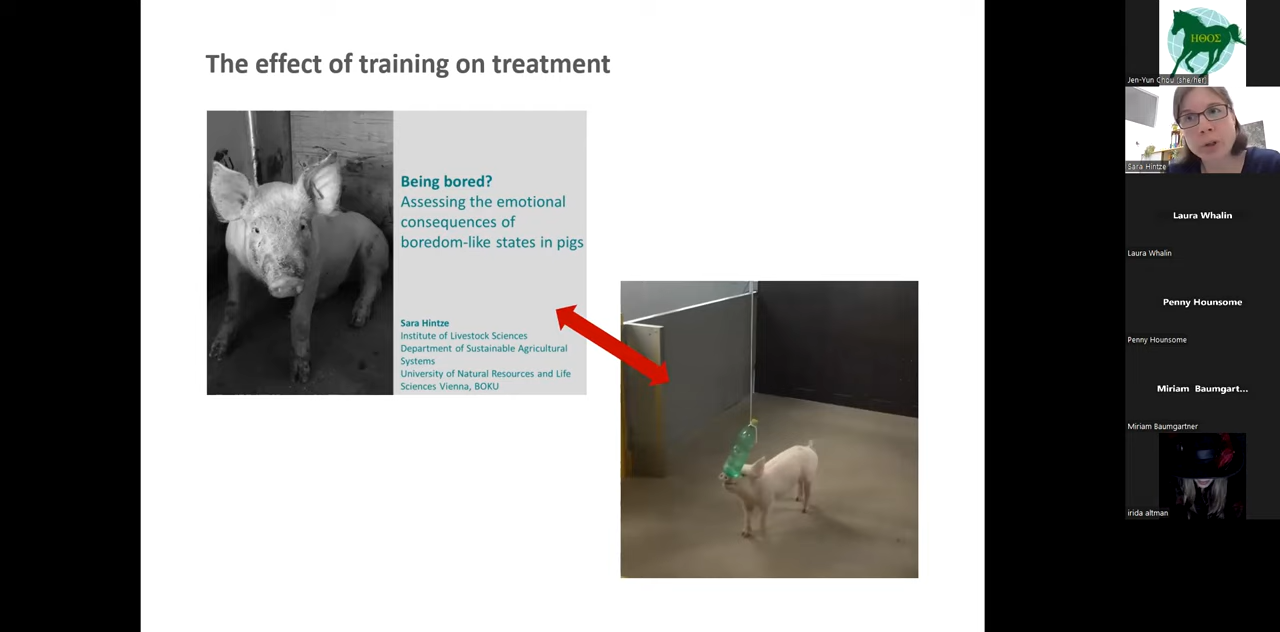 The effect of training on treatment
Being bored?
Assessing the emotional
consequences of
boredom-like states in pigs
Sara Hintze
Institute of Livestock Sciences
Department of Sustainable Agricultural
Systems
University of Natural Resources and Life
Sciences Vienna, BOKU
ΗΘΟΣ
Jen-Yun Chou (she/her)
Sara Hintze
Laura Whalin
Laura Whalin
Penny Hounsome
Penny Hounsome
Miriam Baumgart...
Miriam Baumgartner
irida altman